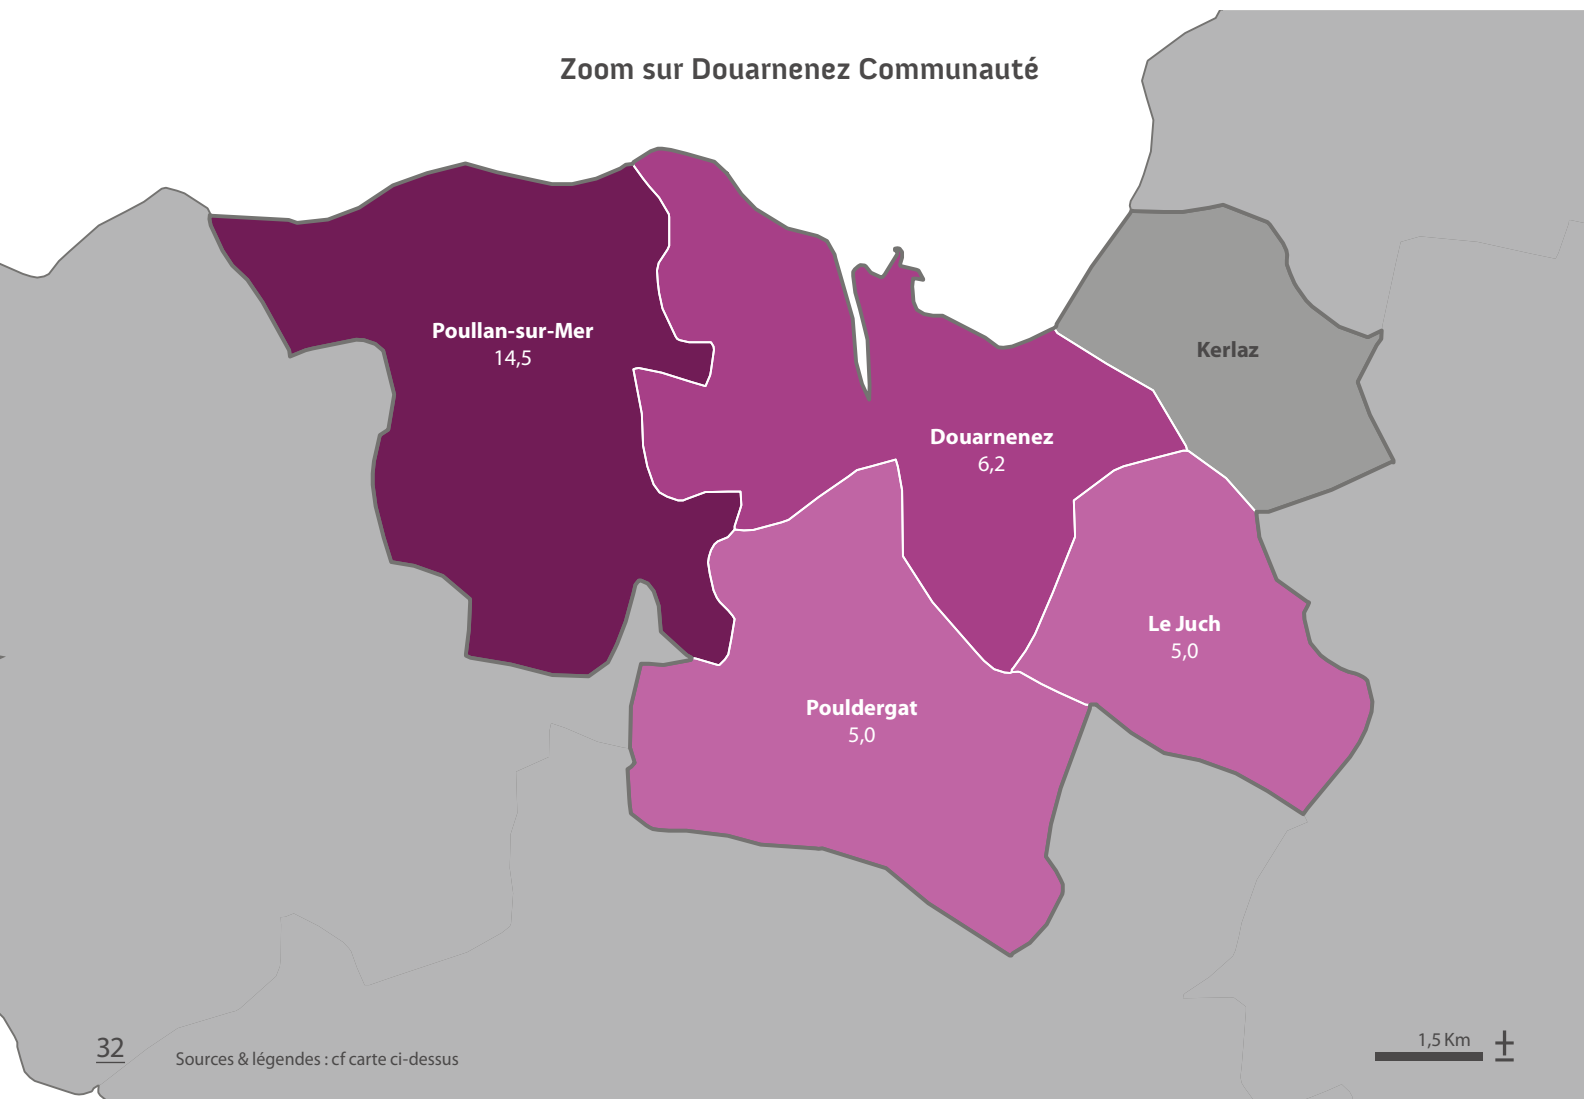 Zoom sur Douarnenez Communauté
Poullan-sur-Mer
14,5
Kerlaz
Douarnenez
6,2
Le Juch
5,0
Pouldergat
5,0
32
Sources & légendes : cf carte ci-dessus
1,5 Km